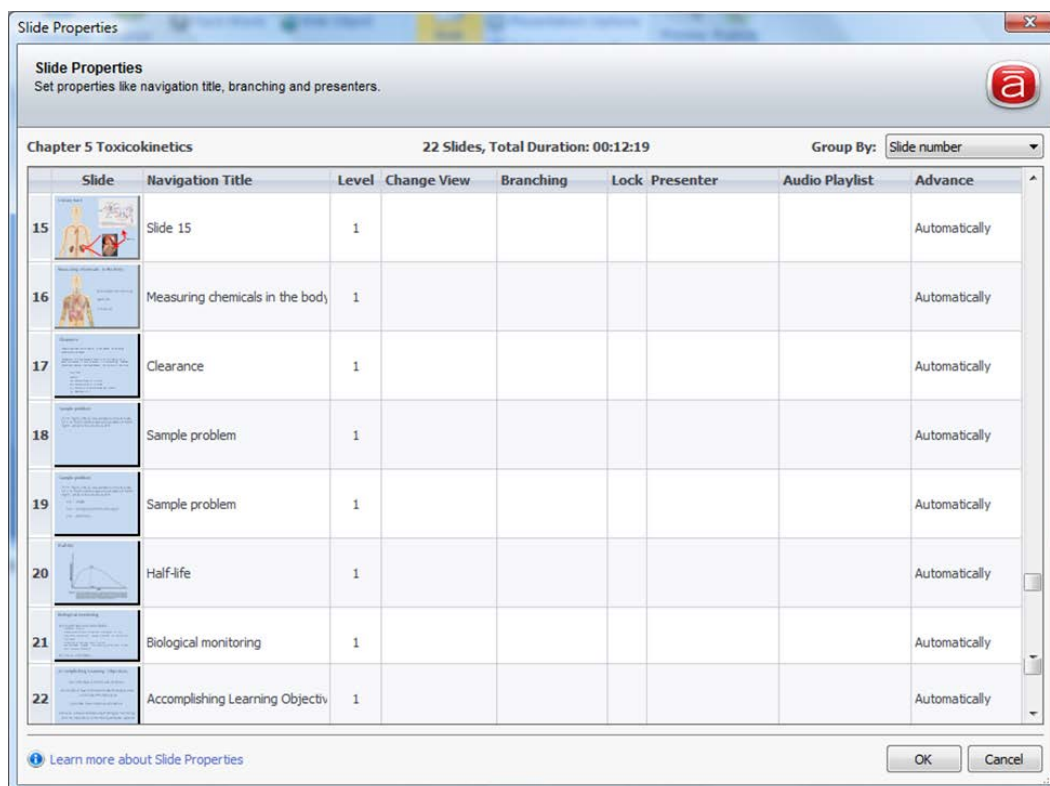 Slide Properties
Slide Properties
Set properties like navigation title, branching and presenters.
ā
Chapter 5 Toxicokinetics 22 Slides, Total Duration: 00:12:19 Group By: Slide number
Slide Navigation Title Level Change View Branching Lock Presenter Audio Playlist Advance
15 Slide 15 1 Automatically
16 Measuring chemicals in the body 1 Automatically
17 Clearance 1 Automatically
18 Sample problem 1 Automatically
19 Sample problem 1 Automatically
20 Half-life 1 Automatically
21 Biological monitoring 1 Automatically
22 Accomplishing Learning Objectiv 1 Automatically
Learn more about Slide Properties OK Cancel